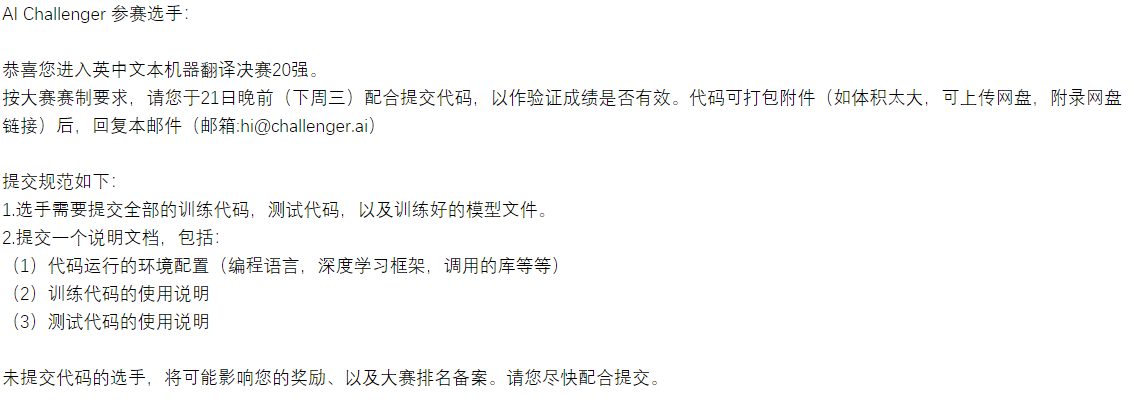 AI Challenger 参赛选手：
恭喜您进入英中文本机器翻译决赛20强。
按大赛赛制要求，请您于21日晚前（下周三）配合提交代码，以作验证成绩是否有效。代码可打包附件（如体积太大，可上传网盘，附录网盘
链接）后，回复本邮件（邮箱:hi@challenger.ai）
提交规范如下：
1.选手需要提交全部的训练代码，测试代码，以及训练好的模型文件。
2.提交一个说明文档，包括：
（1）代码运行的环境配置（编程语言，深度学习框架，调用的库等等）
（2）训练代码的使用说明
（3）测试代码的使用说明
未提交代码的选手，将可能影响您的奖励、以及大赛排名备案。请您尽快配合提交。